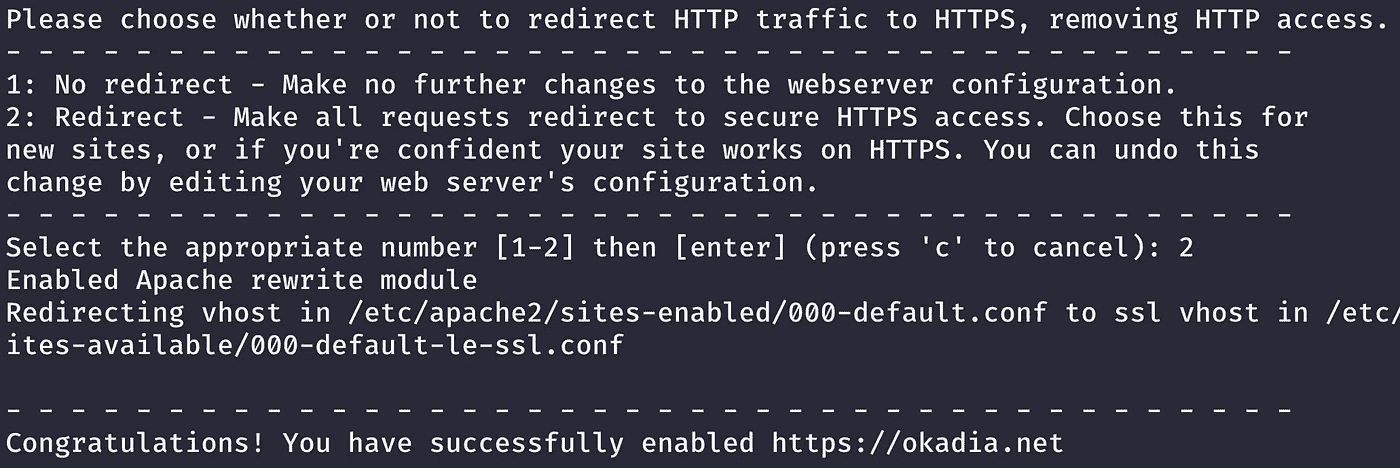 Please choose whether or not to redirect HTTP traffic to HTTPS, removing HTTP access.
- - - - - - - - - - - - - - - - - - - - - - - - - - - - - - - - - - - - - - - -
1: No redirect - Make no further changes to the webserver configuration.
2: Redirect - Make all requests redirect to secure HTTPS access. Choose this for
new sites, or if you're confident your site works on HTTPS. You can undo this
change by editing your web server's configuration.
- - - - - - - - - - - - - - - - - - - - - - - - - - - - - - - - - - - - - - - -
Select the appropriate number [1-2] then [enter] (press 'c' to cancel): 2
Enabled Apache rewrite module
Redirecting vhost in /etc/apache2/sites-enabled/000-default.conf to ssl vhost in /etc/
ites-available/000-default-le-ssl.conf
- - - - - - - - - - - - - - - - - - - - - - - - - - - - - - - - - - - - - - - -
Congratulations! You have successfully enabled https://okadia.net